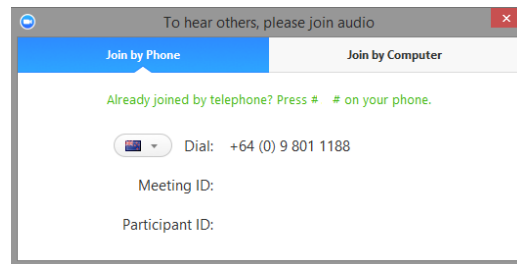 To hear others, please join audio
Join by Phone
Join by Computer
Already joined by telephone? Press # # on your phone.
Dial: +64 (0) 9 801 1188
Meeting ID:
Participant ID: